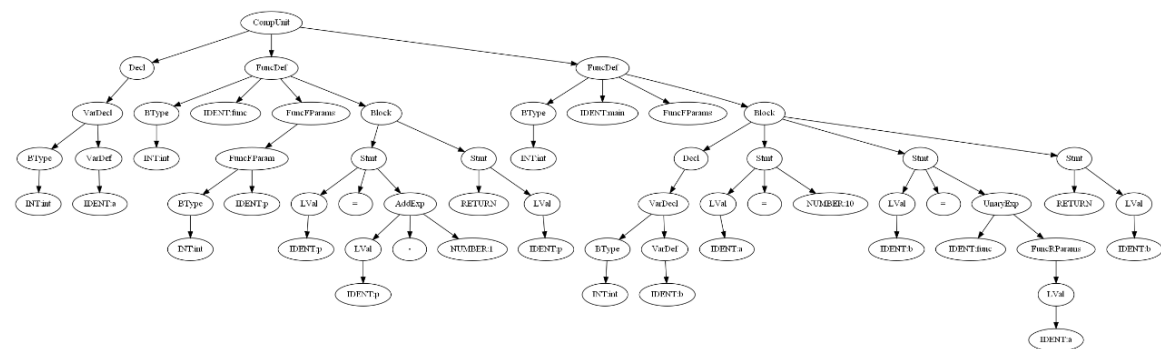 CompUnit
Decl FuncDef FuncDef
VarDecl BType IDENT:func FuncFParams Block BType IDENT:main FuncFParams Block
BType VarDef INT:int FuncFParam Stmt Stmt INT:int Decl Stmt Stmt Stmt
INT:int IDENT:a BType IDENT:p LVal = AddExp RETURN LVal VarDecl LVal = NUMBER:10 LVal = UnaryExp RETURN LVal
INT:int IDENT:p LVal - NUMBER:1 IDENT:p BType VarDef IDENT:a IDENT:b IDENT:func FuncRParams IDENT:b
IDENT:p INT:int IDENT:b LVal
IDENT:a